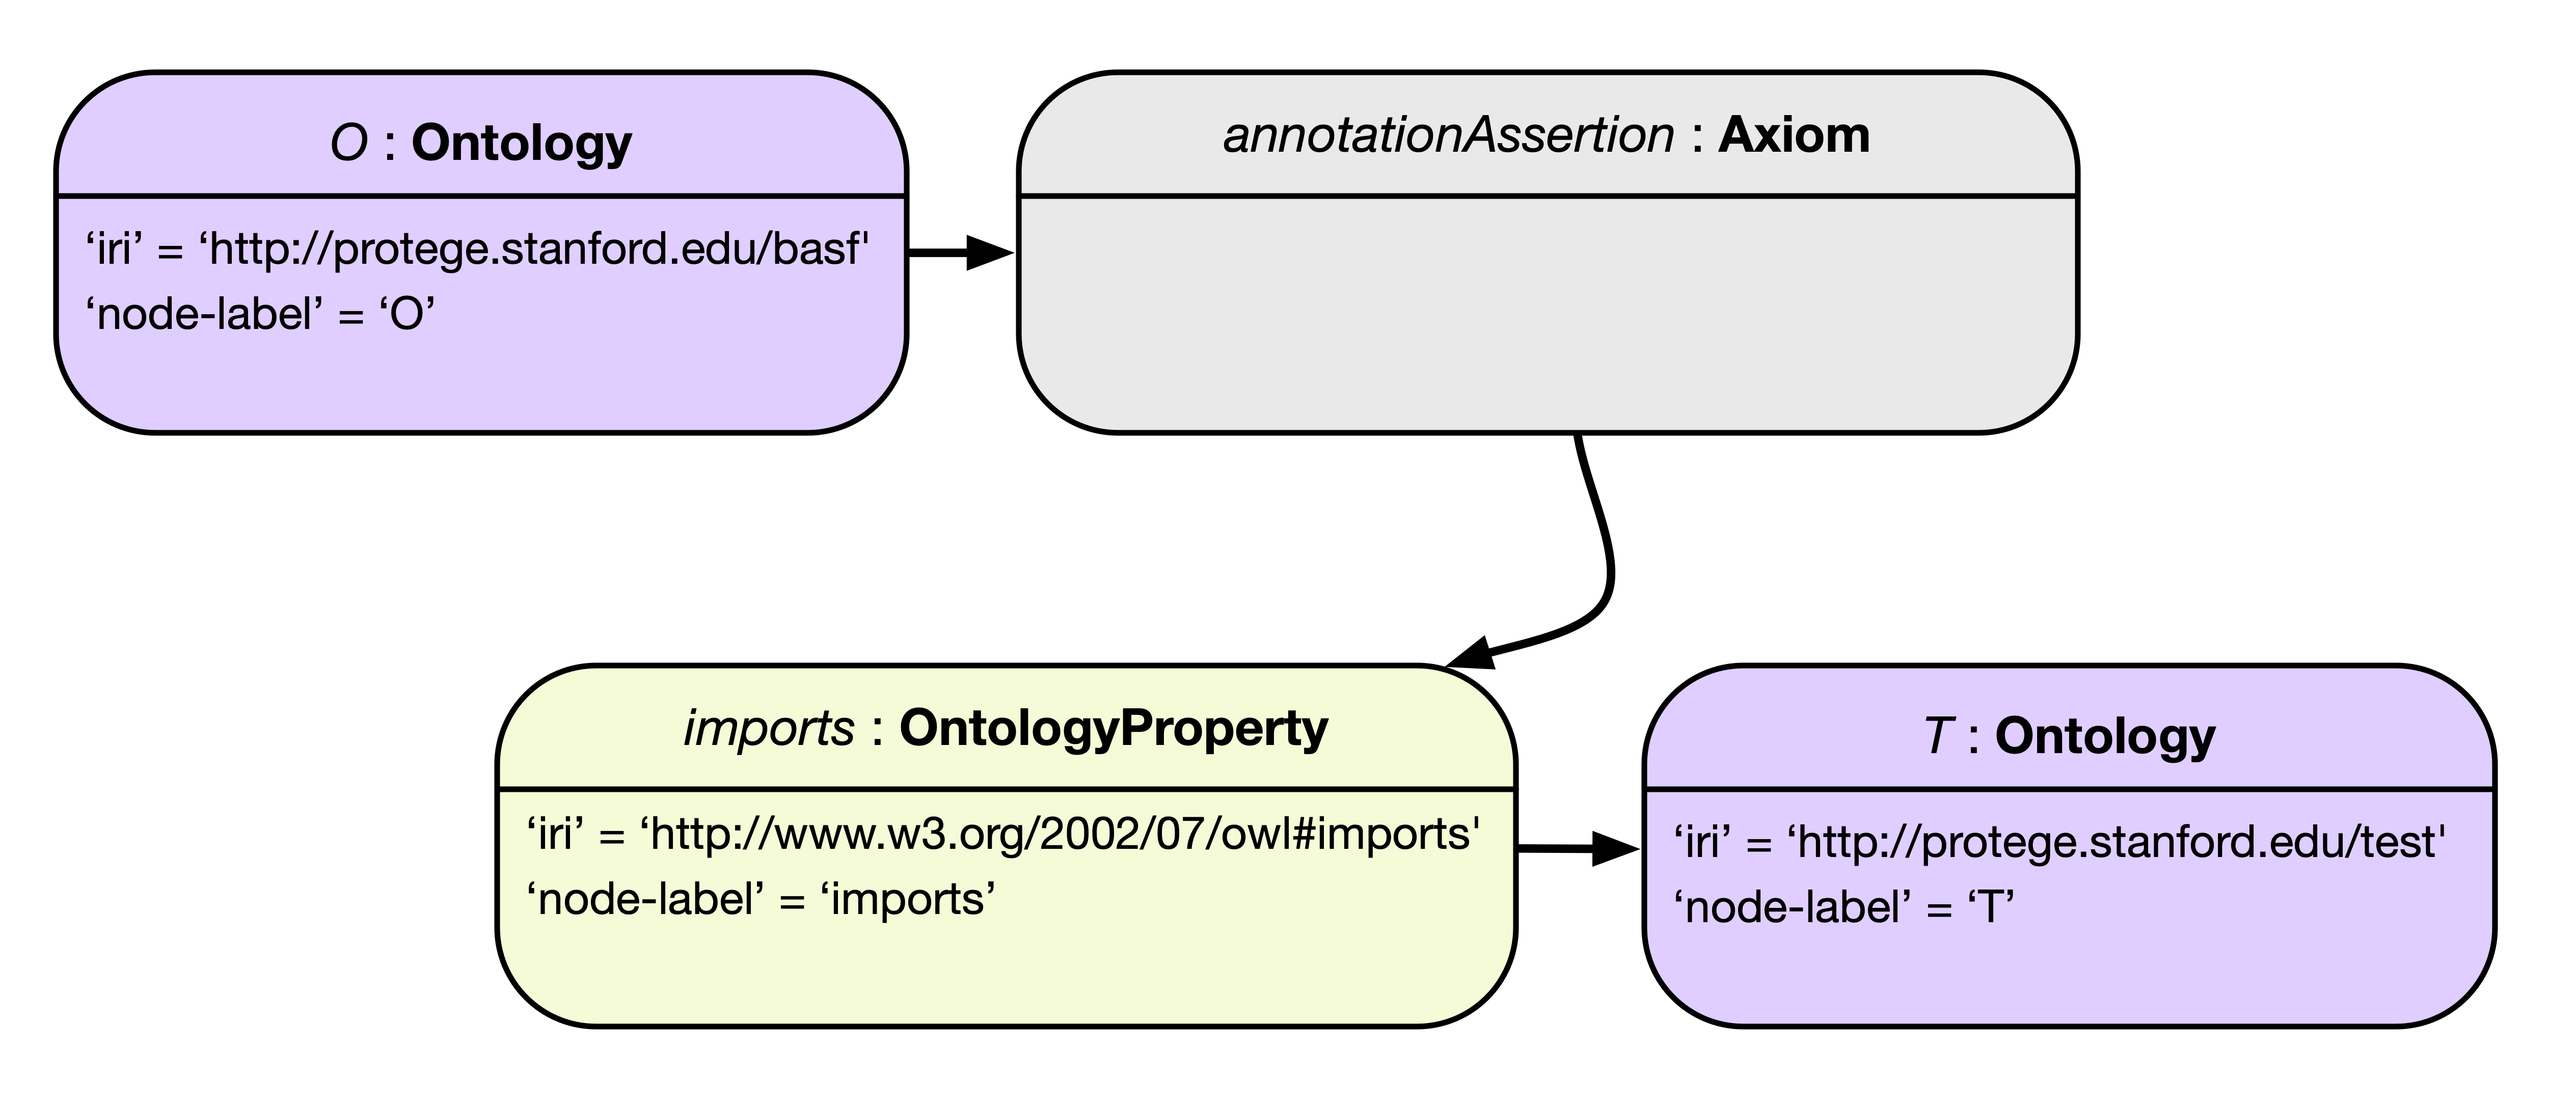 O : Ontology
‘iri’ = ‘http://protege.stanford.edu/basf'
‘node-label’ = ‘O’
annotationAssertion : Axiom
imports : OntologyProperty
‘iri’ = ‘http://www.w3.org/2002/07/owl#imports'
‘node-label’ = ‘imports’
T : Ontology
‘iri’ = ‘http://protege.stanford.edu/test'
‘node-label’ = ‘T’